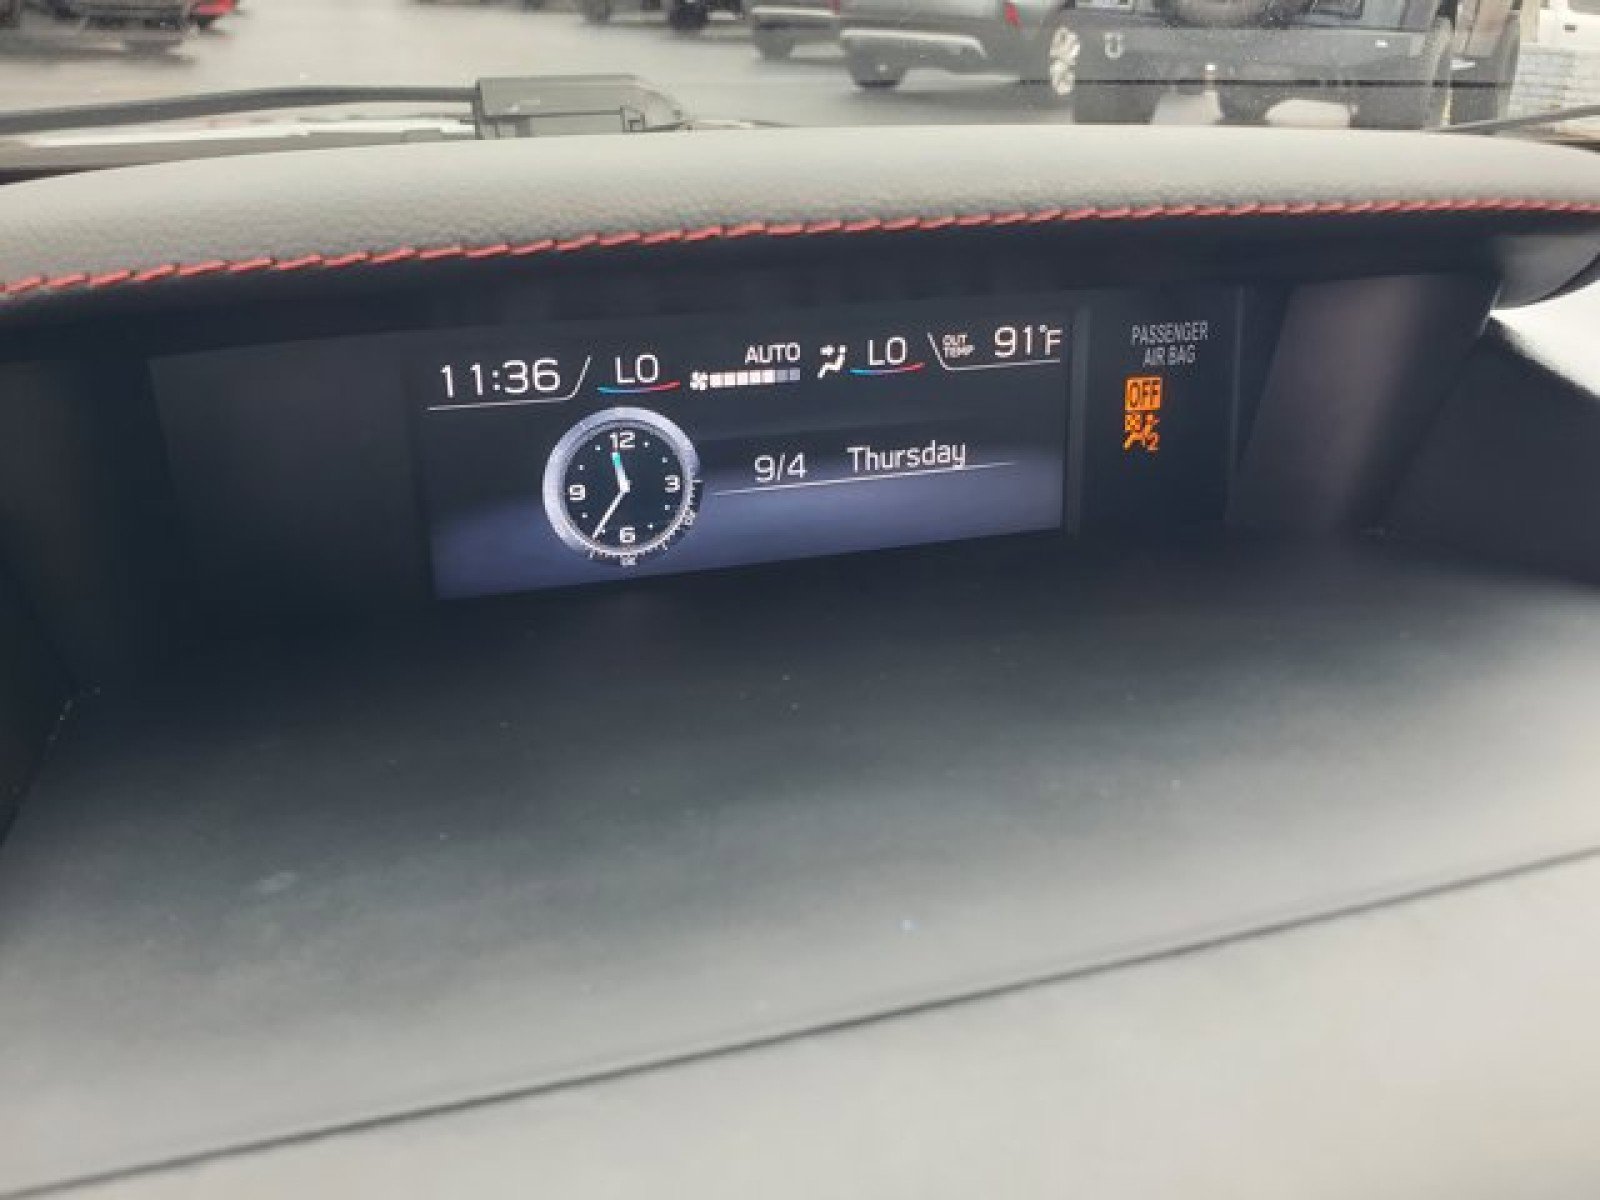 11:36 LO AUTO LO OUT TEMP 91°F
PASSENGER
AIR BAG
OFF
2
12
9 3
6
9/4 Thursday